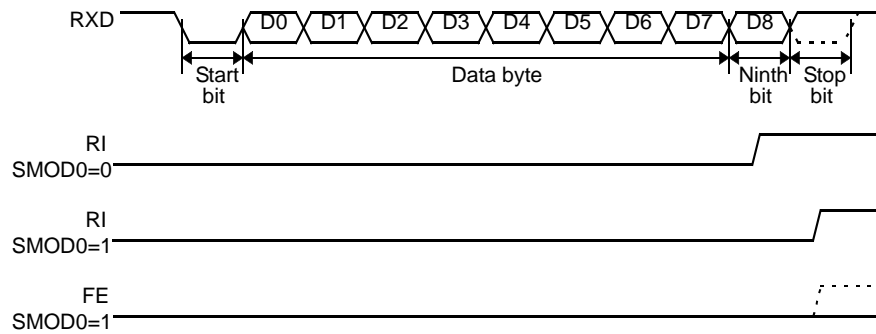 RXD D0 D1 D2 D3 D4 D5 D6 D7 D8
Start bit
Data byte
Ninth bit
Stop bit
RI
SMOD0=0
RI
SMOD0=1
FE
SMOD0=1